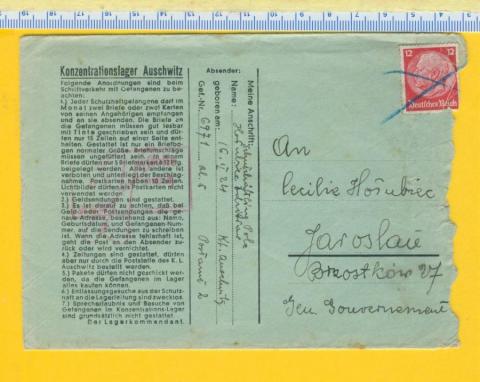 Konzentrationslager Auschwitz
Folgende Anordnungen sind beim
Schriftverkehr mit Gefangenen zu be-
achten:
1.) Jeder Schutzhaftgefangene darf im
Monat zwei Briefe oder zwei Karten
von seinen Angehörigen empfangen
und an sie absenden. Die Briefe an
die Gefangenen müssen gut lesbar
mit Tinte geschrieben sein und dür-
fen nur 15 Zeilen auf einer Seite ent-
halten. Gestattet ist nur ein Briefbo-
gen normaler Größe. Briefumschläge
müssen ungefüttert sein. In einem
Briefe dürfen nur 5 Briefmarken à 12 Pfg.
beigelegt werden. Alles andere ist
verboten und unterliegt der Beschlag-
nahme. Postkarten haben 10 Zeilen.
Lichtbilder dürfen als Postkarten nicht
verwendet werden.
2.) Geldsendungen sind gestattet.
3.) Es ist darauf zu achten, daß bei
Geld- oder Postsendungen die ge-
naue Adresse, bestehend aus: Name,
Geburtsdatum, und Gefangenen-Num-
mer, auf die Sendungen zu schreiben
ist. Wenn die Adresse fehlerhaft ist,
geht die Post an den Absender zu-
rück oder wird vernichtet.
4.) Zeitungen sind gestattet, dürfen
aber nur durch die Poststelle des K. L.
Auschwitz bestellt werden.
5.) Pakete dürfen nicht geschickt wer-
den, da die Gefangenen im Lager
alles kaufen können.
6.) Entlassungsgesuche aus der Schutz-
haft an die Lagerleitung sind zwecklos.
7.) Sprecherlaubnis und Besuche von
Gefangenen im Konzentrations-Lager
sind grundsätzlich nicht gestattet.
Der Lagerkommandant
Absender:
Meine Anschrift:
Name:
geboren am:
Kl. Auschwitz
Gef.-Nr. 6971
12 12
Deutsches Reich
An
Cecilie Hołubiec
Jaroslau
Brzostków 27
Gen Gouvernement